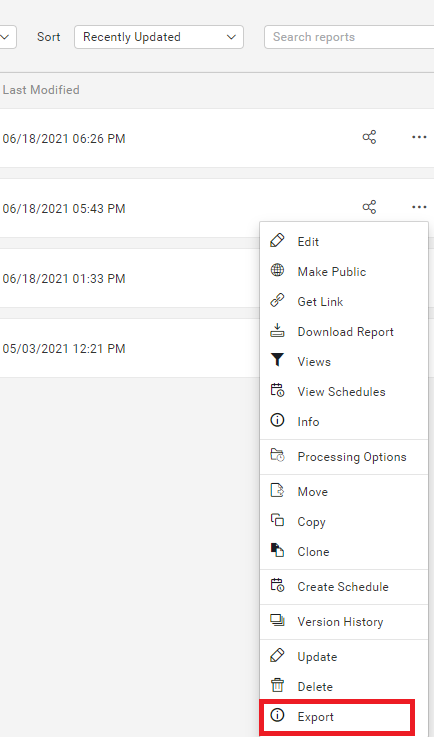 Sort Recently Updated Search reports
Last Modified
06/18/2021 06:26 PM
06/18/2021 05:43 PM
06/18/2021 01:33 PM
05/03/2021 12:21 PM
Edit
Make Public
Get Link
Download Report
Views
View Schedules
Info
Processing Options
Move
Copy
Clone
Create Schedule
Version History
Update
Delete
Export